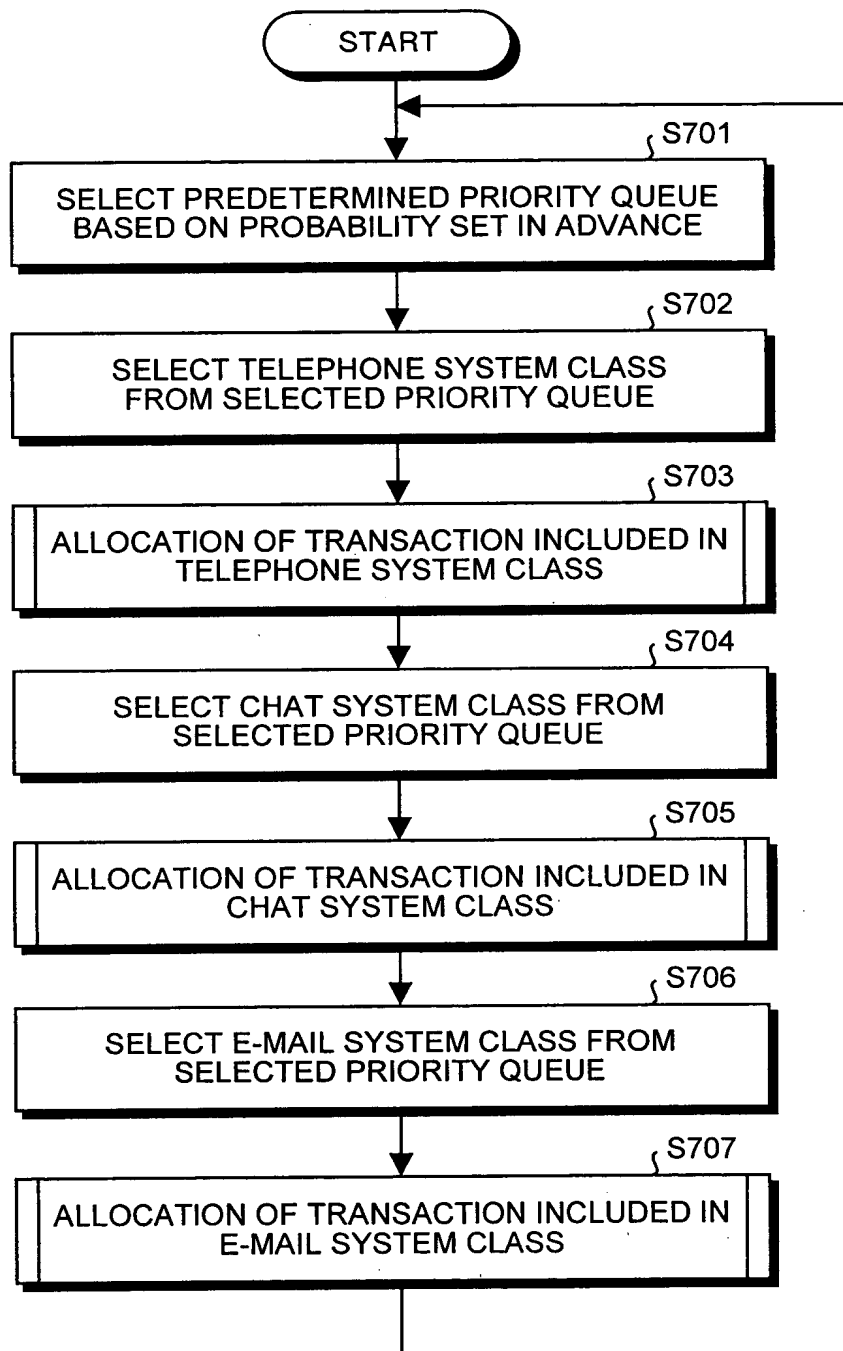 START
S701
SELECT PREDETERMINED PRIORITY QUEUE
BASED ON PROBABILITY SET IN ADVANCE
S702
SELECT TELEPHONE SYSTEM CLASS
FROM SELECTED PRIORITY QUEUE
S703
ALLOCATION OF TRANSACTION INCLUDED IN
TELEPHONE SYSTEM CLASS
S704
SELECT CHAT SYSTEM CLASS FROM
SELECTED PRIORITY QUEUE
S705
ALLOCATION OF TRANSACTION INCLUDED IN
CHAT SYSTEM CLASS
S706
SELECT E-MAIL SYSTEM CLASS FROM
SELECTED PRIORITY QUEUE
S707
ALLOCATION OF TRANSACTION INCLUDED IN
E-MAIL SYSTEM CLASS